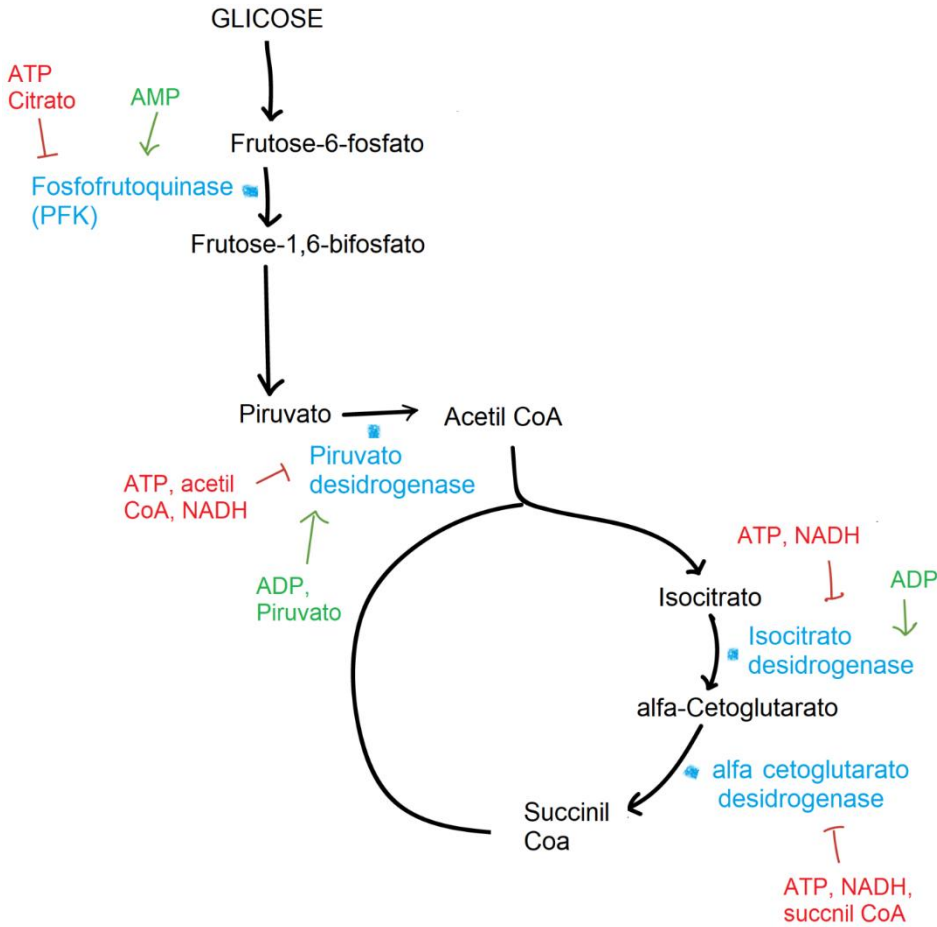 GLICOSE
ATP
Citrato
AMP
Frutose-6-fosfato
Fosfofrutoquinase
(PFK)
Frutose-1,6-bifosfato
Piruvato
Acetil CoA
Piruvato
desidrogenase
ATP, acetil
CoA, NADH
ADP,
Piruvato
ATP, NADH
ADP
Isocitrato
Isocitrato
desidrogenase
alfa-Cetoglutarato
alfa cetoglutarato
desidrogenase
Succinil
Coa
ATP, NADH,
succnil CoA